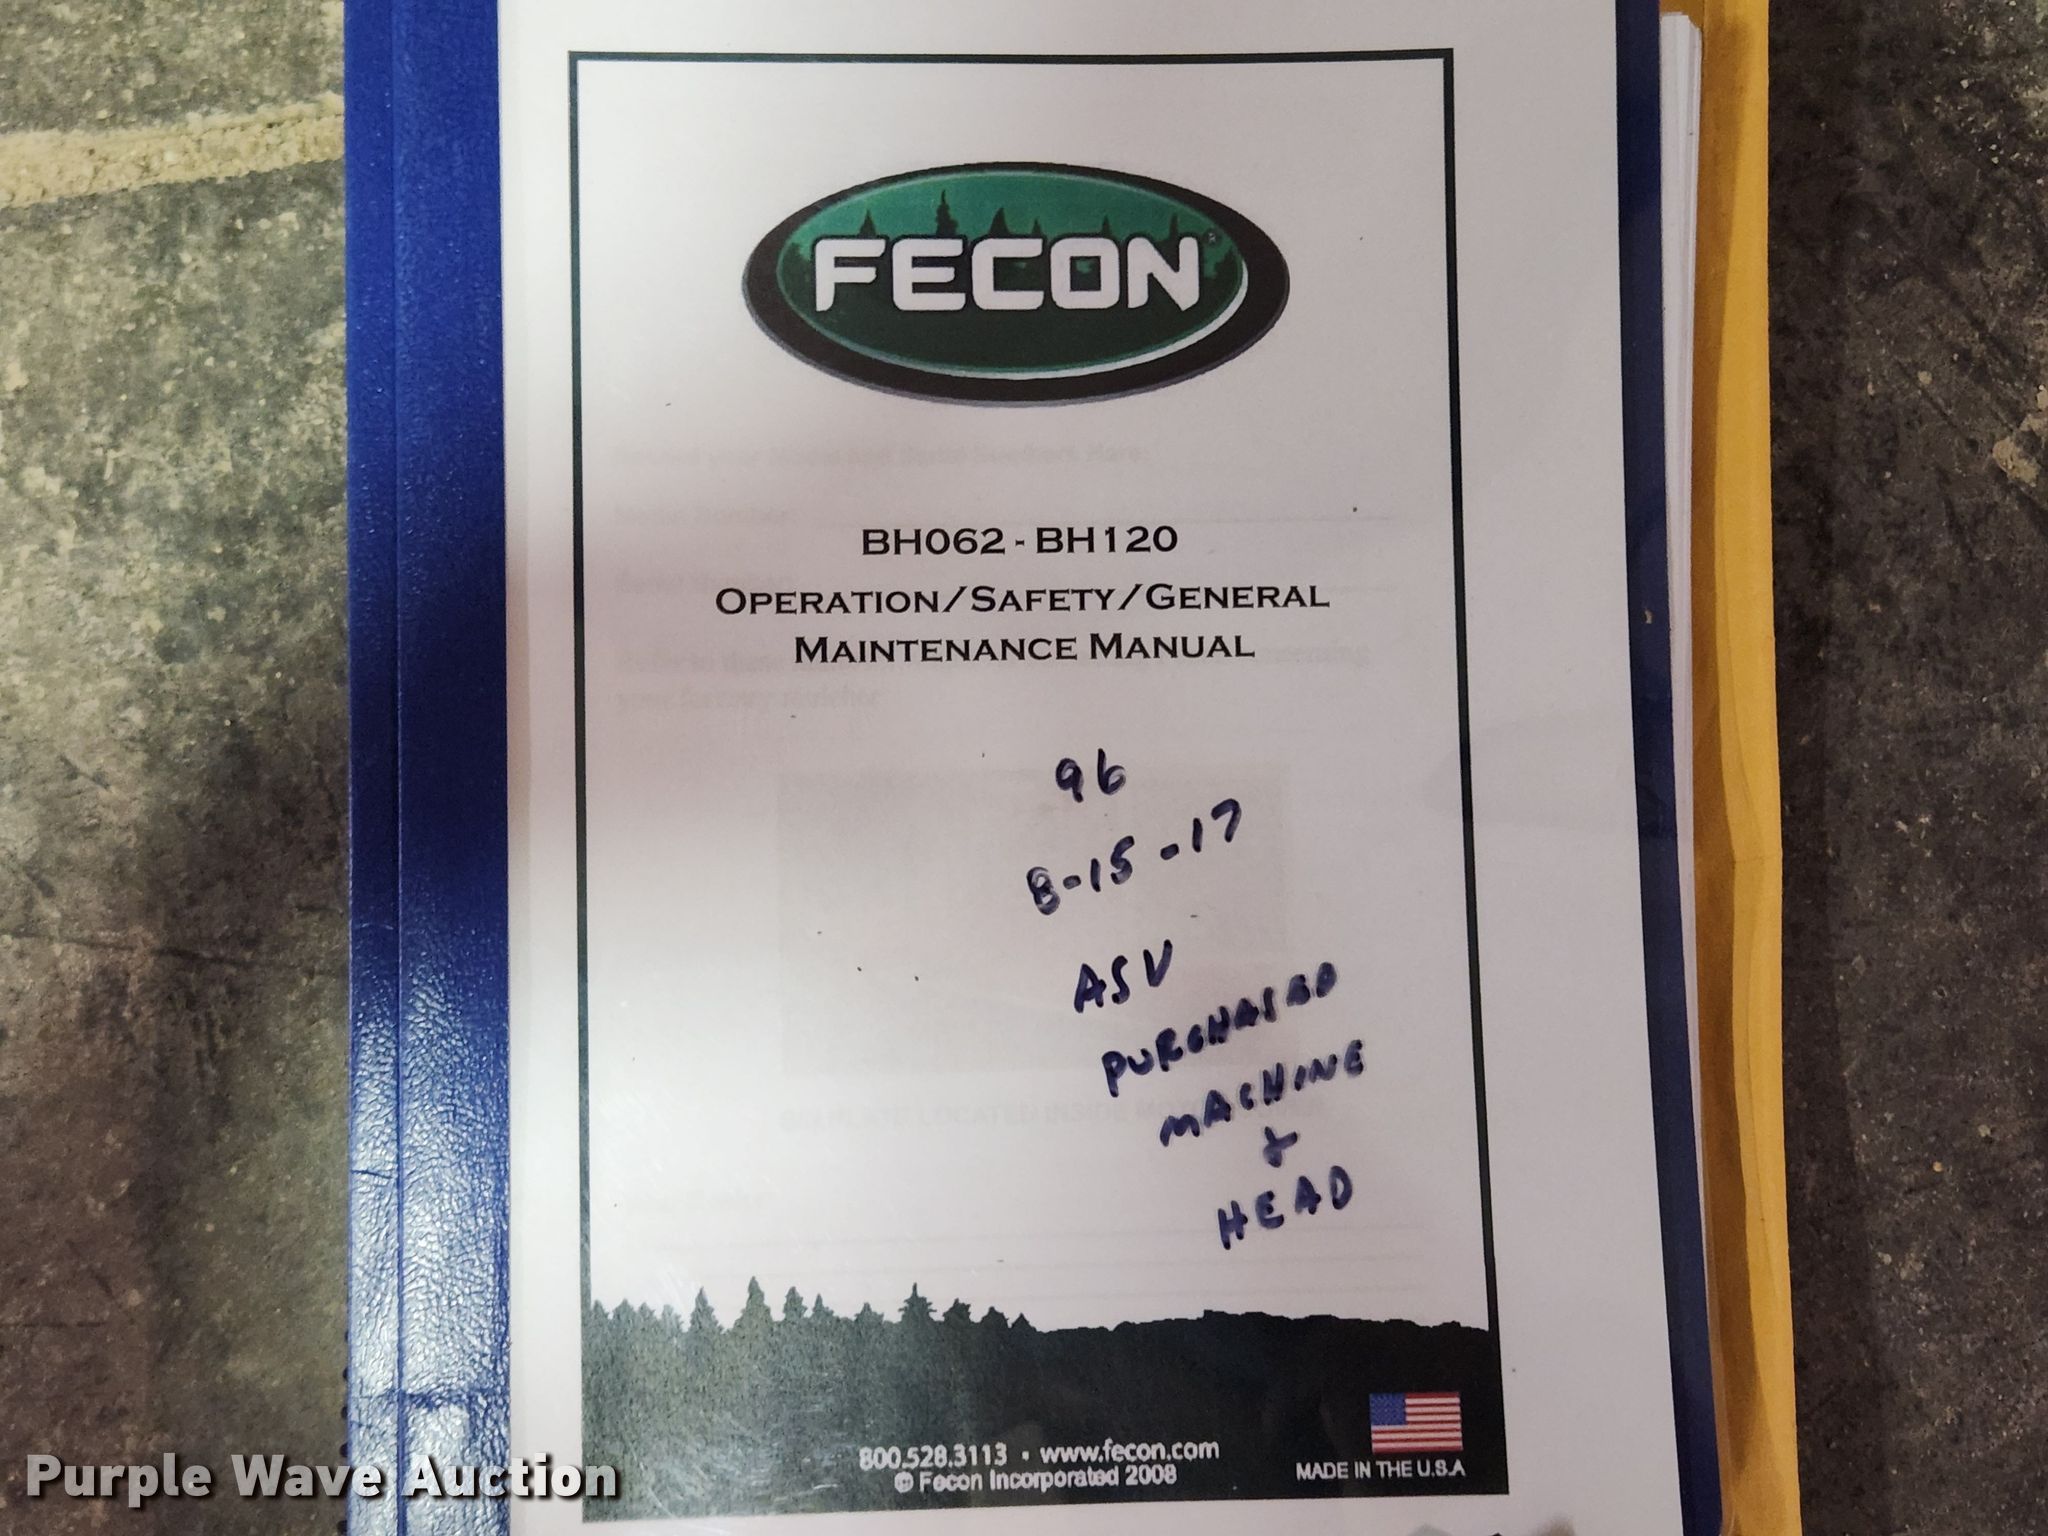 FECON®
BH062 - BH120
OPERATION/SAFETY/GENERAL
MAINTENANCE MANUAL
96
8-15-17
ASV
PURCHASED
MACHINE
&
HEAD
800.528.3113 • www.fecon.com
© Fecon Incorporated 2008
MADE IN THE U.S.A
Purple Wave Auction